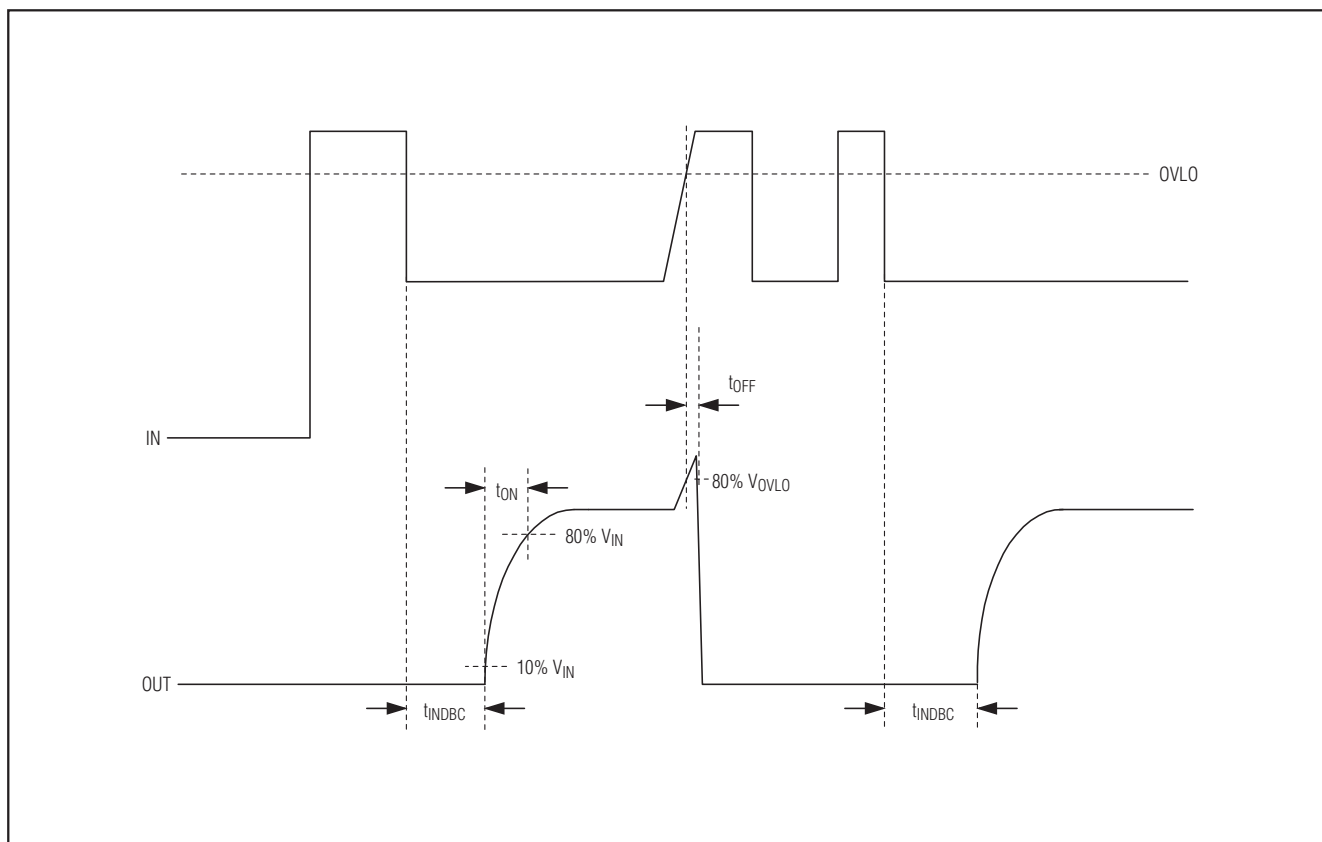 OVLO
tOFF
IN
80% VOVLO
tON
80% VIN
10% VIN
OUT
tINDBC
tINDBC